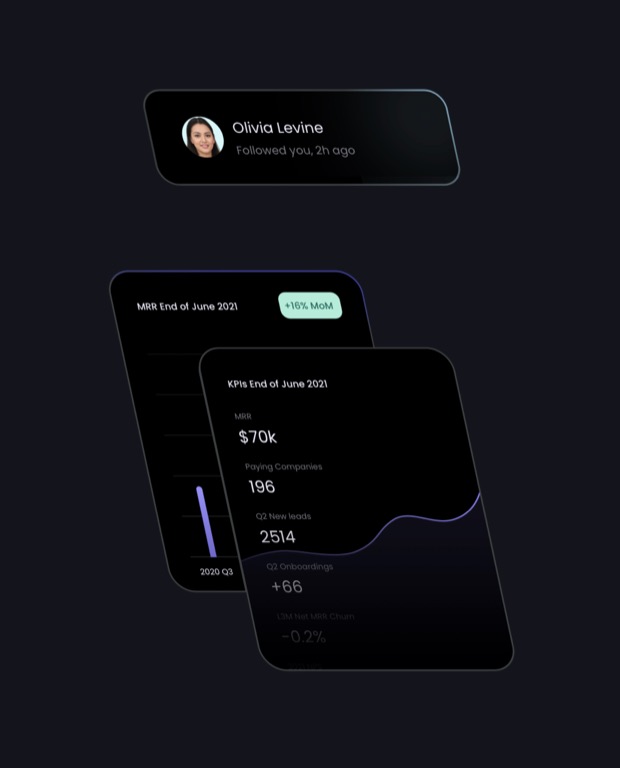 Olivia Levine
Followed you, 2h ago
MRR End of June 2021
+16% MoM
2020 Q3
KPIs End of June 2021
MRR
$70k
Paying Companies
196
Q2 New leads
2514
Q2 Onboardings
+66
L3M Net MRR Churn
-0.2%